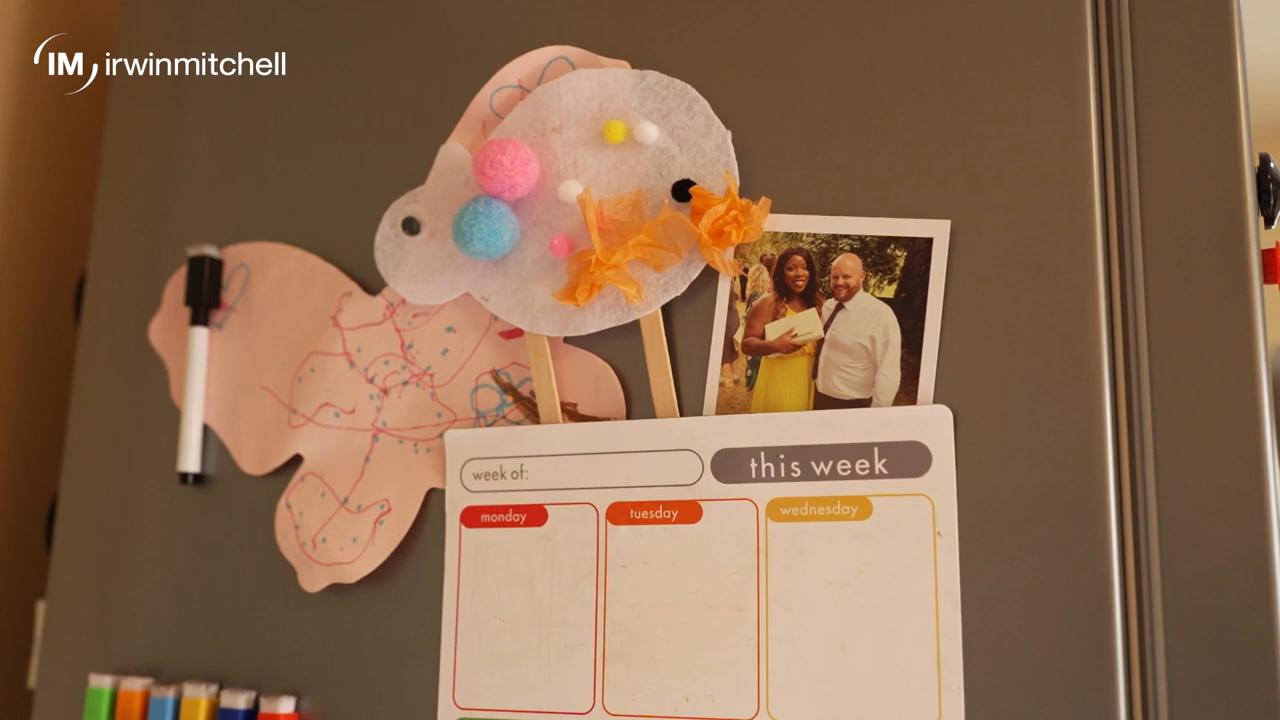 IM irwinmitchell
week of:
this week
monday
tuesday
wednesday